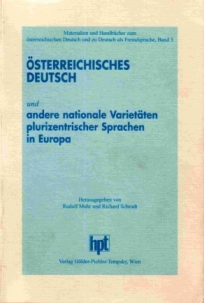 Materialien und Handbücher zum
österreichischen Deutsch und zu Deutsch als Fremdsprache, Band 3
ÖSTERREICHISCHES
DEUTSCH
und
andere nationale Varietäten
plurizentrischer Sprachen
in Europa
Herausgegeben von
Rudolf Muhr und Richard Schrodt
hpt
Verlag Hölder-Pichler-Tempsky, Wien